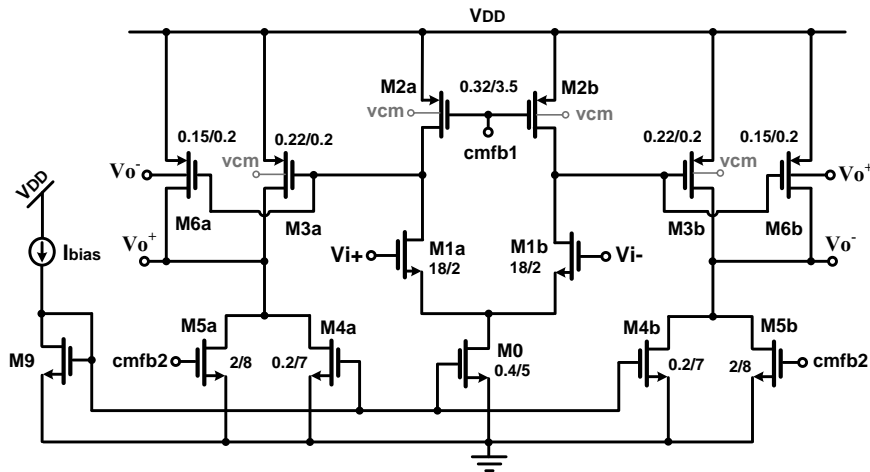 VDD
M2a
0.32/3.5
M2b
vcm
vcm
cmfb1
0.15/0.2
0.22/0.2
vcm
0.22/0.2
0.15/0.2
vcm
Vo-
Vo+
VDD
M6a
M3a
M3b
M6b
Vo+
Vo-
Ibias
Vi+
M1a
18/2
M1b
18/2
Vi-
M5a
M4a
M4b
M5b
M9
cmfb2
2/8
0.2/7
M0
0.4/5
0.2/7
2/8
cmfb2